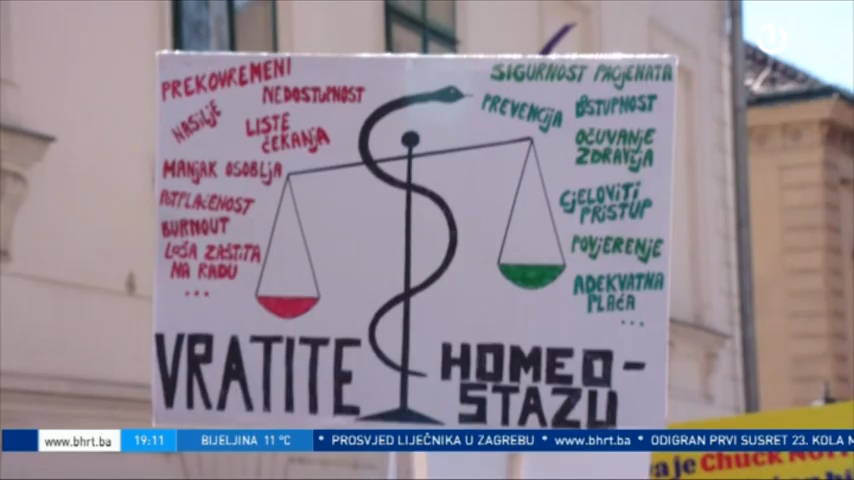 PREKOVREMENI
NASILJE
NEDOSTUPNOST
LISTE
ČEKANJA
MANJAK OSOBLJA
POTPLAĆENOST
BURNOUT
LOŠA ZAŠTITA
NA RADU
...
SIGURNOST PACIJENATA
PREVENCIJA
DOSTUPNOST
OČUVANJE
ZDRAVLJA
CJELOVITI
PRISTUP
POVJERENJE
ADEKVATNA
PLAĆA
...
VRATITE
HOMEO-
STAZU
je Chuck
www.bhrt.ba 19:11 BIJELJINA 11 °C * PROSVJED LIJEČNIKA U ZAGREBU * www.bhrt.ba * ODIGRAN PRVI SUSRET 23. KOLA